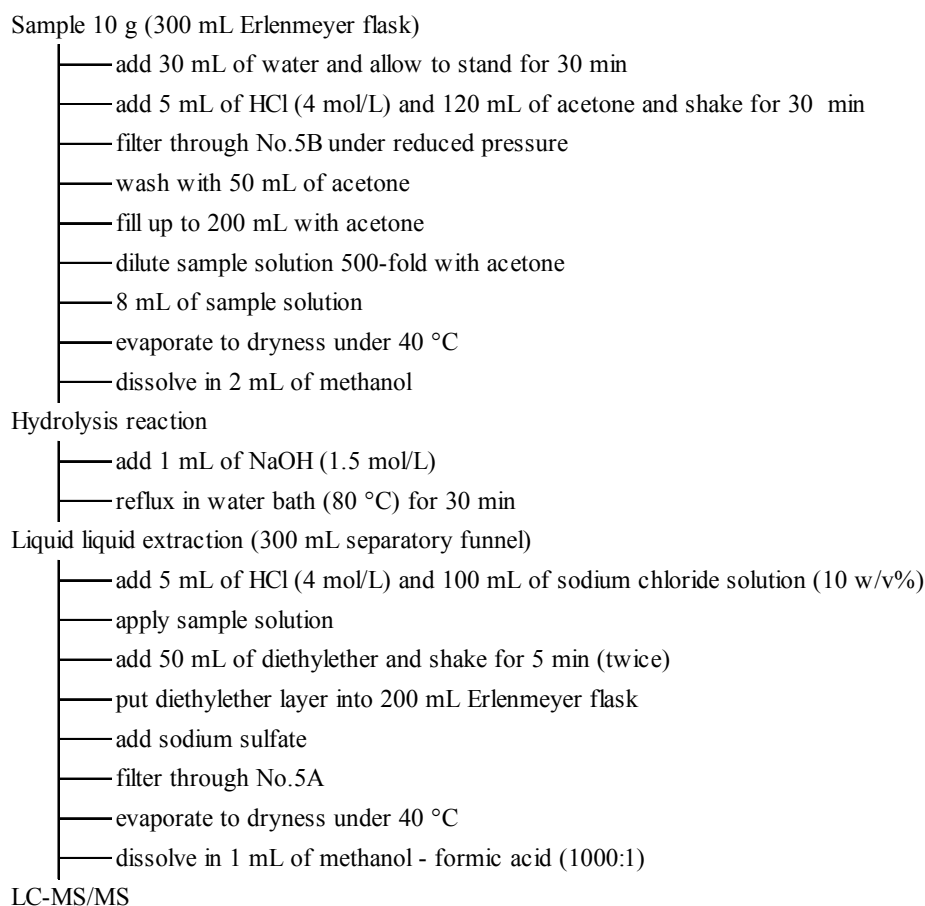 Sample 10 g (300 mL Erlenmeyer flask)
add 30 mL of water and allow to stand for 30 min
add 5 mL of HCl (4 mol/L) and 120 mL of acetone and shake for 30 min
filter through No.5B under reduced pressure
wash with 50 mL of acetone
fill up to 200 mL with acetone
dilute sample solution 500-fold with acetone
8 mL of sample solution
evaporate to dryness under 40 °C
dissolve in 2 mL of methanol
Hydrolysis reaction
add 1 mL of NaOH (1.5 mol/L)
reflux in water bath (80 °C) for 30 min
Liquid liquid extraction (300 mL separatory funnel)
add 5 mL of HCl (4 mol/L) and 100 mL of sodium chloride solution (10 w/v%)
apply sample solution
add 50 mL of diethylether and shake for 5 min (twice)
put diethylether layer into 200 mL Erlenmeyer flask
add sodium sulfate
filter through No.5A
evaporate to dryness under 40 °C
dissolve in 1 mL of methanol - formic acid (1000:1)
LC-MS/MS